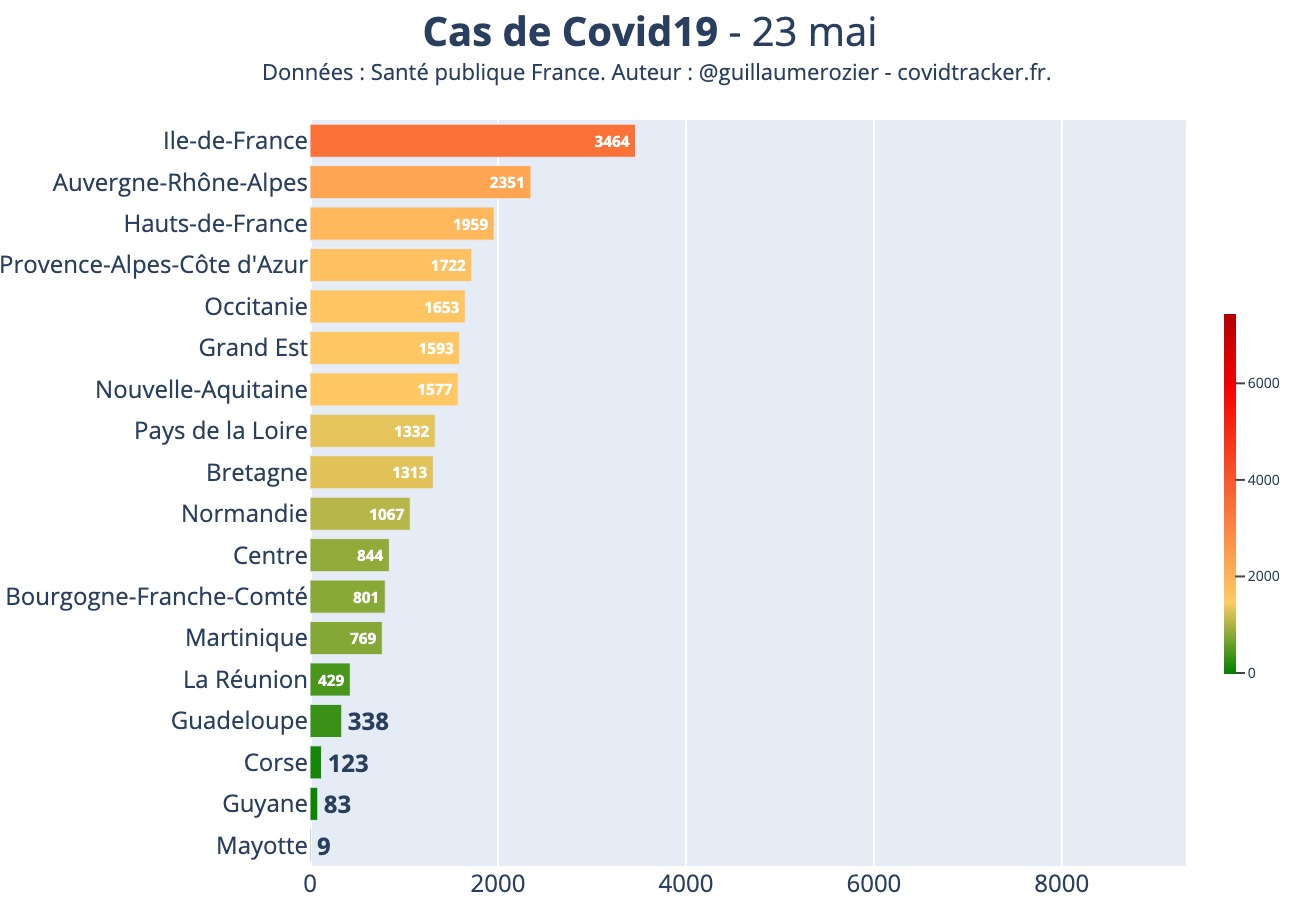 Cas de Covid19 - 23 mai
Données : Santé publique France. Auteur : @guillaumerozier - covidtracker.fr.
Ile-de-France 3464
Auvergne-Rhône-Alpes 2351
Hauts-de-France 1959
Provence-Alpes-Côte d'Azur 1722
Occitanie 1653
Grand Est 1593
Nouvelle-Aquitaine 1577
Pays de la Loire 1332
Bretagne 1313
Normandie 1067
Centre 844
Bourgogne-Franche-Comté 801
Martinique 769
La Réunion 429
Guadeloupe 338
Corse 123
Guyane 83
Mayotte 9
0 2000 4000 6000 8000
6000
4000
2000
0